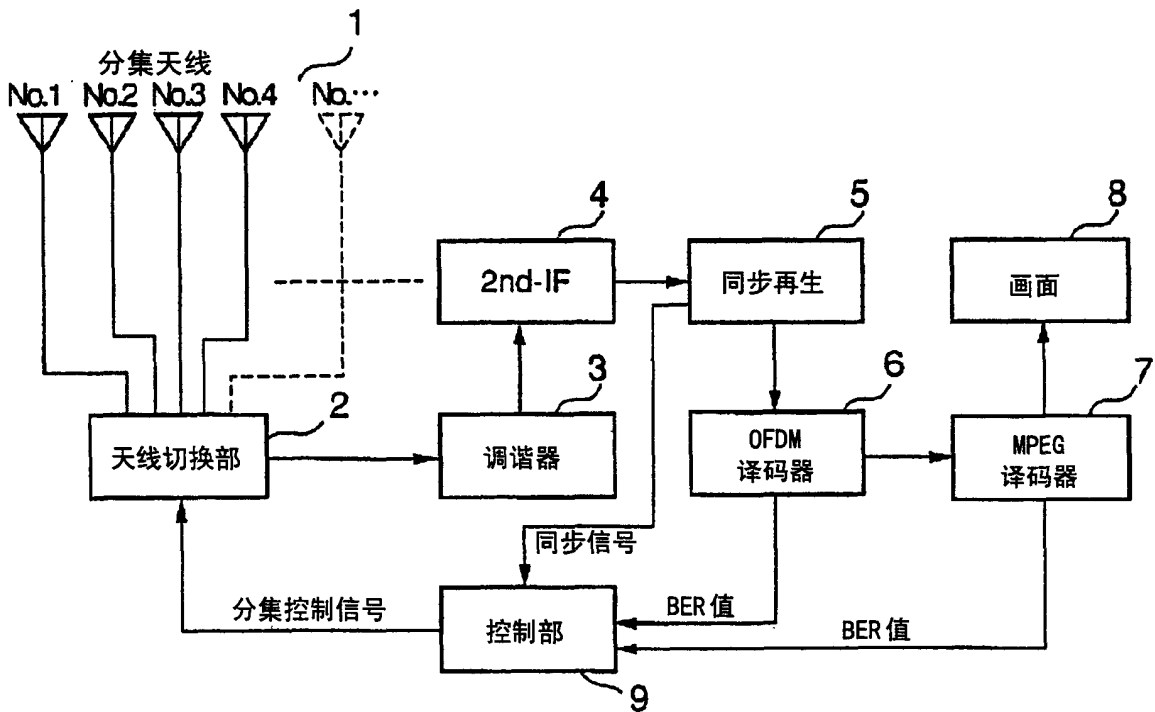 1
分集天线
No.1 No.2 No.3 No.4 No.…
4
5
8
2nd-IF
同步再生
画面
2
3
6
7
天线切换部
调谐器
OFDM
译码器
MPEG
译码器
同步信号
分集控制信号
控制部
BER值
BER值
9